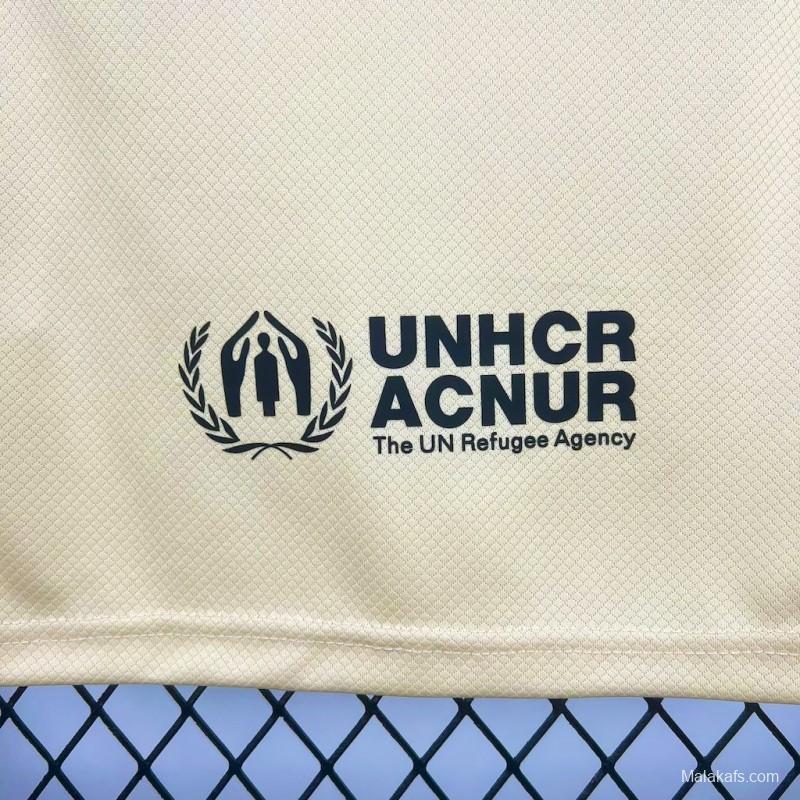 UNHCR
ACNUR
The UN Refugee Agency
Malakafs.com